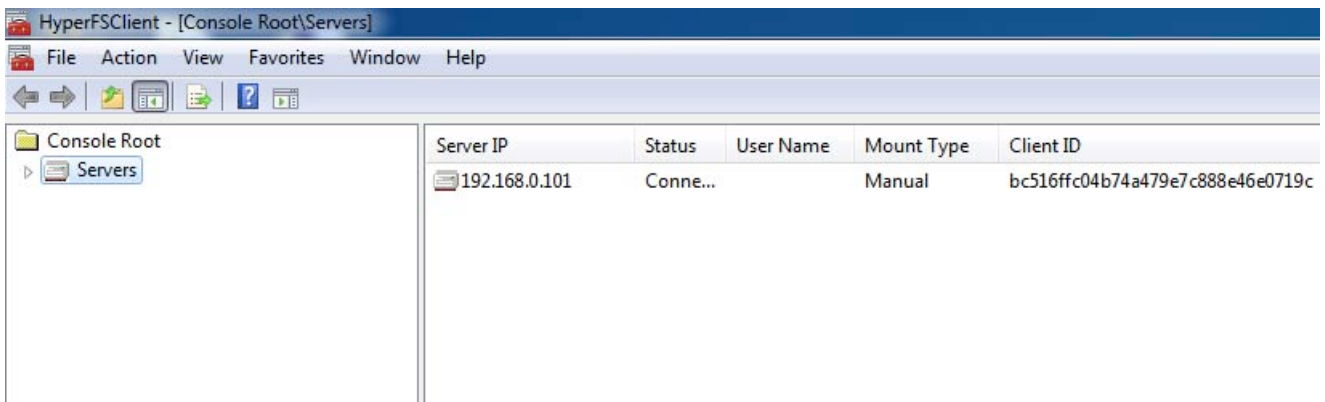 HyperFSClient - [Console Root\Servers]
File Action View Favorites Window Help
Console Root
Servers
Server IP Status User Name Mount Type Client ID
192.168.0.101 Conne... Manual bc516ffc04b74a479e7c888e46e0719c